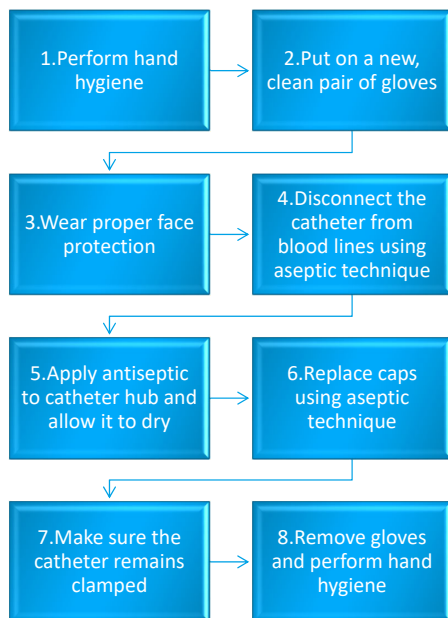 1.Perform hand
hygiene
2.Put on a new,
clean pair of gloves
3.Wear proper face
protection
4.Disconnect the
catheter from
blood lines using
aseptic technique
5.Apply antiseptic
to catheter hub and
allow it to dry
6.Replace caps
using aseptic
technique
7.Make sure the
catheter remains
clamped
8.Remove gloves
and perform hand
hygiene